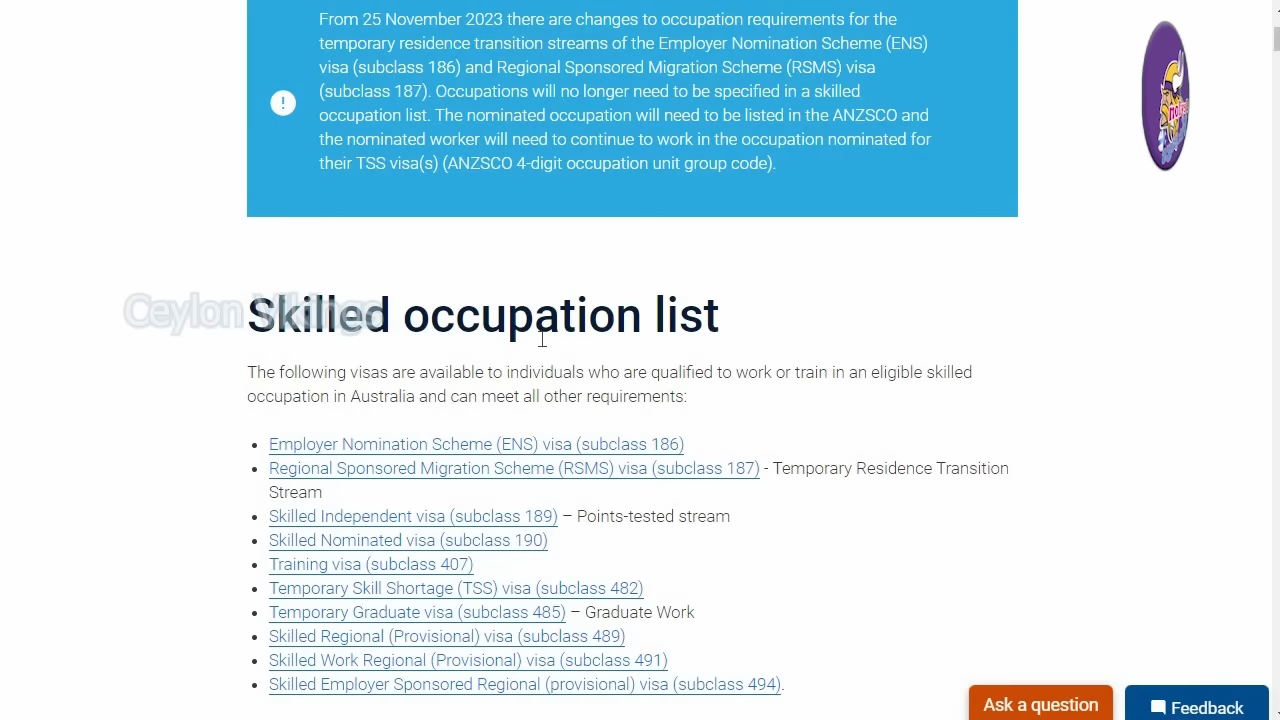 From 25 November 2023 there are changes to occupation requirements for the
temporary residence transition streams of the Employer Nomination Scheme (ENS)
visa (subclass 186) and Regional Sponsored Migration Scheme (RSMS) visa
(subclass 187). Occupations will no longer need to be specified in a skilled
occupation list. The nominated occupation will need to be listed in the ANZSCO and
the nominated worker will need to continue to work in the occupation nominated for
their TSS visa(s) (ANZSCO 4-digit occupation unit group code).
Ceylon Vikings
Skilled occupation list
The following visas are available to individuals who are qualified to work or train in an eligible skilled
occupation in Australia and can meet all other requirements:
• Employer Nomination Scheme (ENS) visa (subclass 186)
• Regional Sponsored Migration Scheme (RSMS) visa (subclass 187) - Temporary Residence Transition
Stream
• Skilled Independent visa (subclass 189) – Points-tested stream
• Skilled Nominated visa (subclass 190)
• Training visa (subclass 407)
• Temporary Skill Shortage (TSS) visa (subclass 482)
• Temporary Graduate visa (subclass 485) – Graduate Work
• Skilled Regional (Provisional) visa (subclass 489)
• Skilled Work Regional (Provisional) visa (subclass 491)
• Skilled Employer Sponsored Regional (provisional) visa (subclass 494).
Ask a question
Feedback